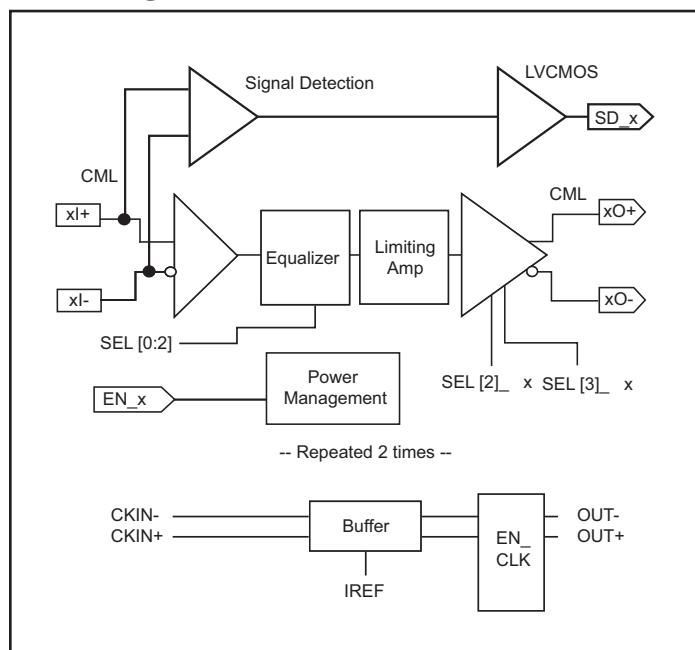 Signal Detection
LVCMOS
SD_x
CML
xI+
CML
xO+
Equalizer
Limiting
Amp
xI-
xO-
SEL [0:2]
SEL [2]_ x
SEL [3]_ x
Power
Management
EN_x
-- Repeated 2 times --
CKIN-
CKIN+
Buffer
EN_
CLK
OUT-
OUT+
IREF